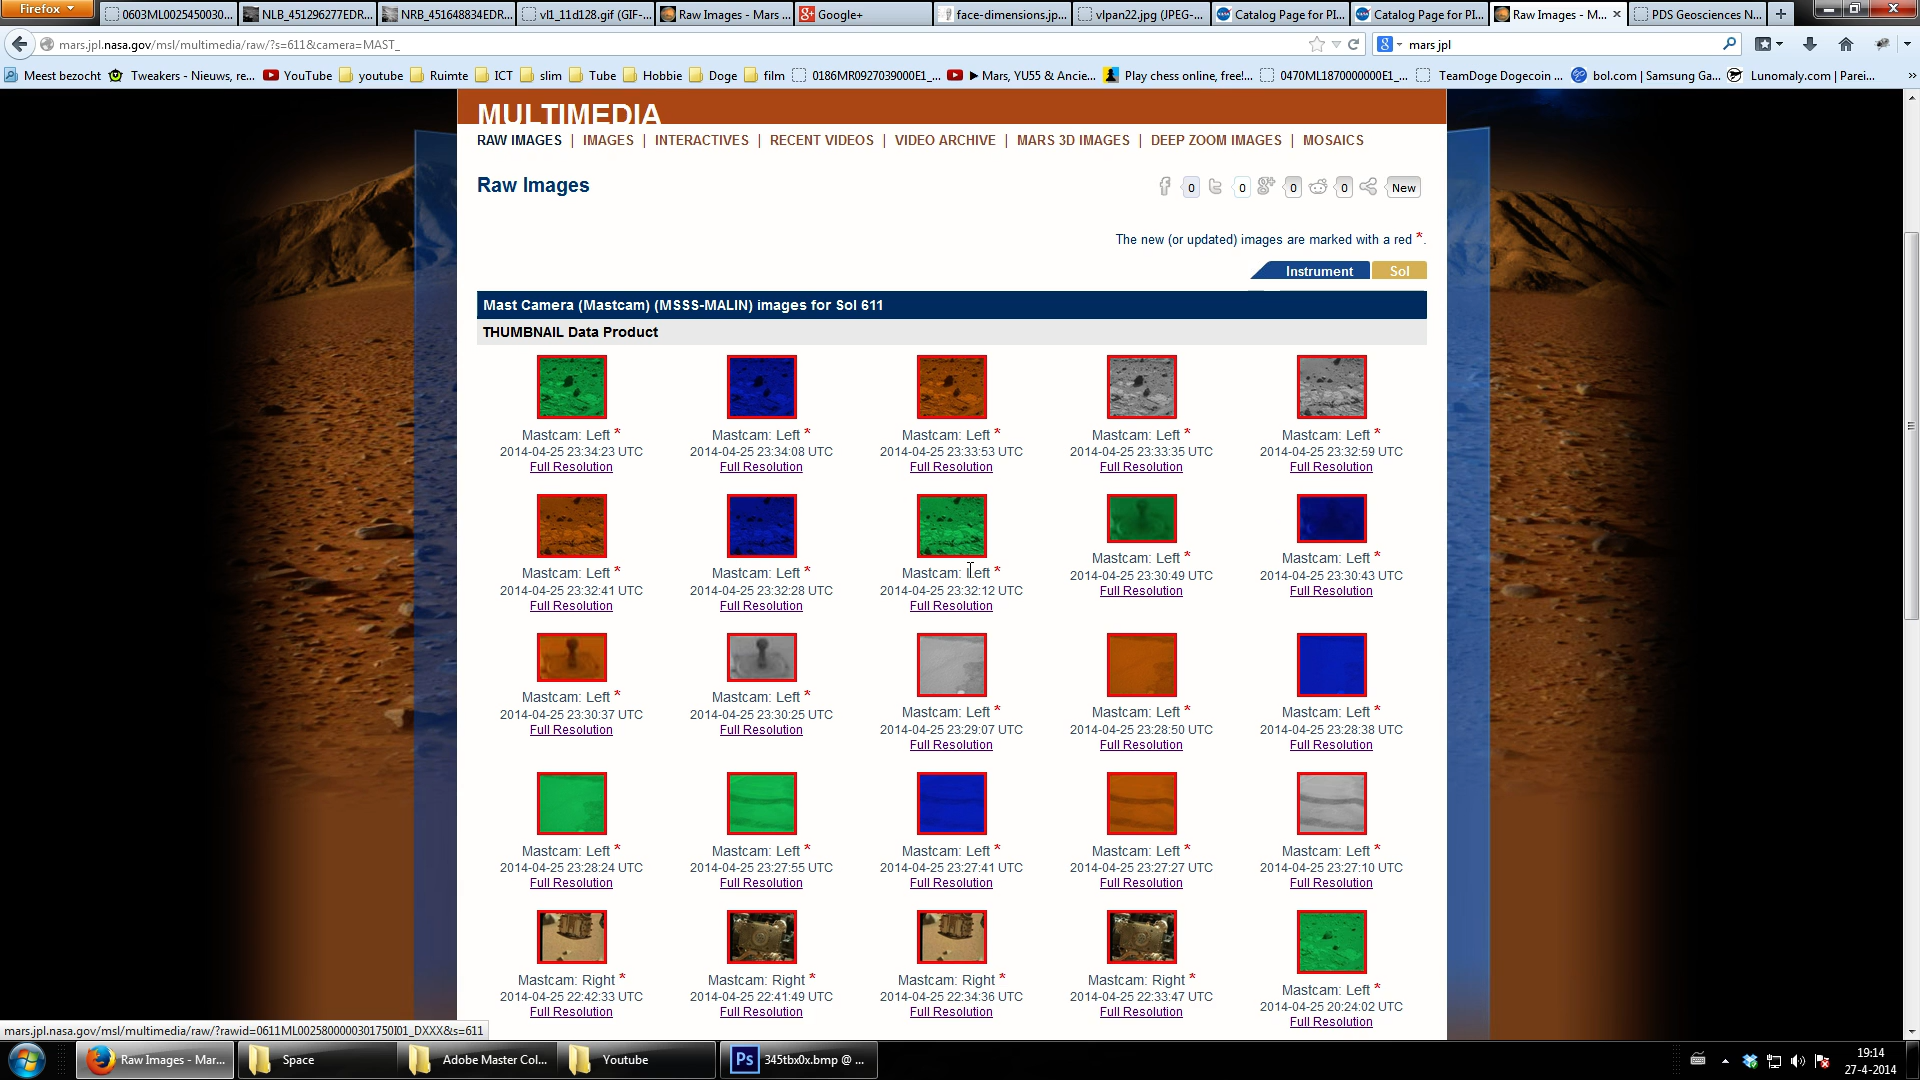 Firefox
0603ML0025450030...
NLB_451296277EDR...
NRB_451648834EDR...
vl1_11d128.gif (GIF-...
Raw Images - Mars ...
Google+
face-dimensions.jp...
vlpan22.jpg (JPEG-...
Catalog Page for PI...
Catalog Page for PI...
Raw Images - M...
PDS Geosciences N...
mars.jpl.nasa.gov/msl/multimedia/raw/?s=611&camera=MAST_
mars jpl
Meest bezocht
Tweakers - Nieuws, re...
YouTube
youtube
Ruimte
ICT
slim
Tube
Hobbie
Doge
film
0186MR0927039000E1_...
▶ Mars, YU55 & Ancie...
Play chess online, free!...
0470ML1870000000E1_...
TeamDoge Dogecoin ...
bol.com | Samsung Ga...
Lunomaly.com | Parei...
MULTIMEDIA
RAW IMAGES | IMAGES | INTERACTIVES | RECENT VIDEOS | VIDEO ARCHIVE | MARS 3D IMAGES | DEEP ZOOM IMAGES | MOSAICS
Raw Images
0 0 0 0 New
The new (or updated) images are marked with a red *.
Instrument Sol
Mast Camera (Mastcam) (MSSS-MALIN) images for Sol 611
THUMBNAIL Data Product
Mastcam: Left * Mastcam: Left * Mastcam: Left * Mastcam: Left * Mastcam: Left *
2014-04-25 23:34:23 UTC 2014-04-25 23:34:08 UTC 2014-04-25 23:33:53 UTC 2014-04-25 23:33:35 UTC 2014-04-25 23:32:59 UTC
Full Resolution Full Resolution Full Resolution Full Resolution Full Resolution
Mastcam: Left * Mastcam: Left * Mastcam: Left * Mastcam: Left * Mastcam: Left *
2014-04-25 23:32:41 UTC 2014-04-25 23:32:28 UTC 2014-04-25 23:32:12 UTC 2014-04-25 23:30:49 UTC 2014-04-25 23:30:43 UTC
Full Resolution Full Resolution Full Resolution Full Resolution Full Resolution
Mastcam: Left * Mastcam: Left * Mastcam: Left * Mastcam: Left * Mastcam: Left *
2014-04-25 23:30:37 UTC 2014-04-25 23:30:25 UTC 2014-04-25 23:29:07 UTC 2014-04-25 23:28:50 UTC 2014-04-25 23:28:38 UTC
Full Resolution Full Resolution Full Resolution Full Resolution Full Resolution
Mastcam: Left * Mastcam: Left * Mastcam: Left * Mastcam: Left * Mastcam: Left *
2014-04-25 23:28:24 UTC 2014-04-25 23:27:55 UTC 2014-04-25 23:27:41 UTC 2014-04-25 23:27:27 UTC 2014-04-25 23:27:10 UTC
Full Resolution Full Resolution Full Resolution Full Resolution Full Resolution
Mastcam: Right * Mastcam: Right * Mastcam: Right * Mastcam: Right * Mastcam: Left *
2014-04-25 22:42:33 UTC 2014-04-25 22:41:49 UTC 2014-04-25 22:34:36 UTC 2014-04-25 22:33:47 UTC 2014-04-25 20:24:02 UTC
Full Resolution Full Resolution Full Resolution Full Resolution Full Resolution
mars.jpl.nasa.gov/msl/multimedia/raw/?rawid=0611ML0025800000301750I01_DXXX&s=611
Raw Images - Mar...
Space
Adobe Master Col...
Youtube
Ps 345tbx0x.bmp @ ...
19:14
27-4-2014